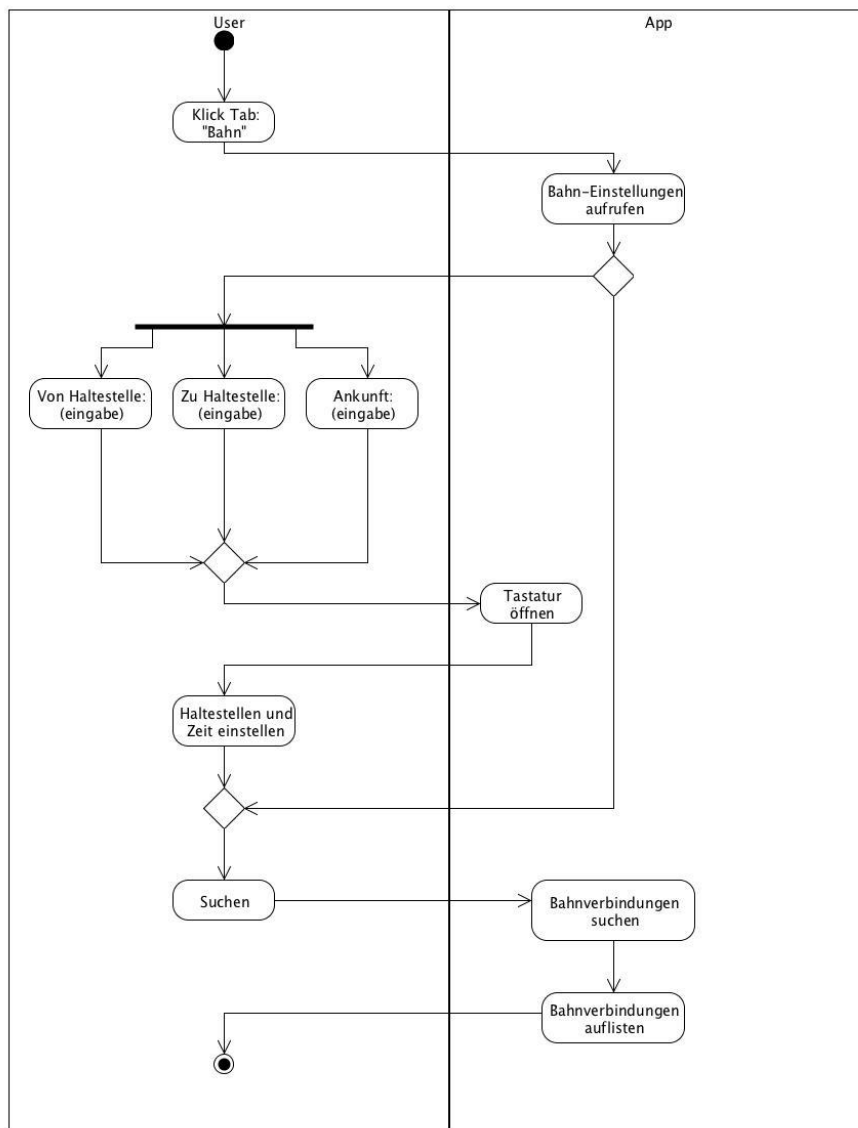 User
App
Klick Tab:
"Bahn"
Bahn-Einstellungen
aufrufen
Von Haltestelle:
(eingabe)
Zu Haltestelle:
(eingabe)
Ankunft:
(eingabe)
Tastatur
öffnen
Haltestellen und
Zeit einstellen
Suchen
Bahnverbindungen
suchen
Bahnverbindungen
auflisten